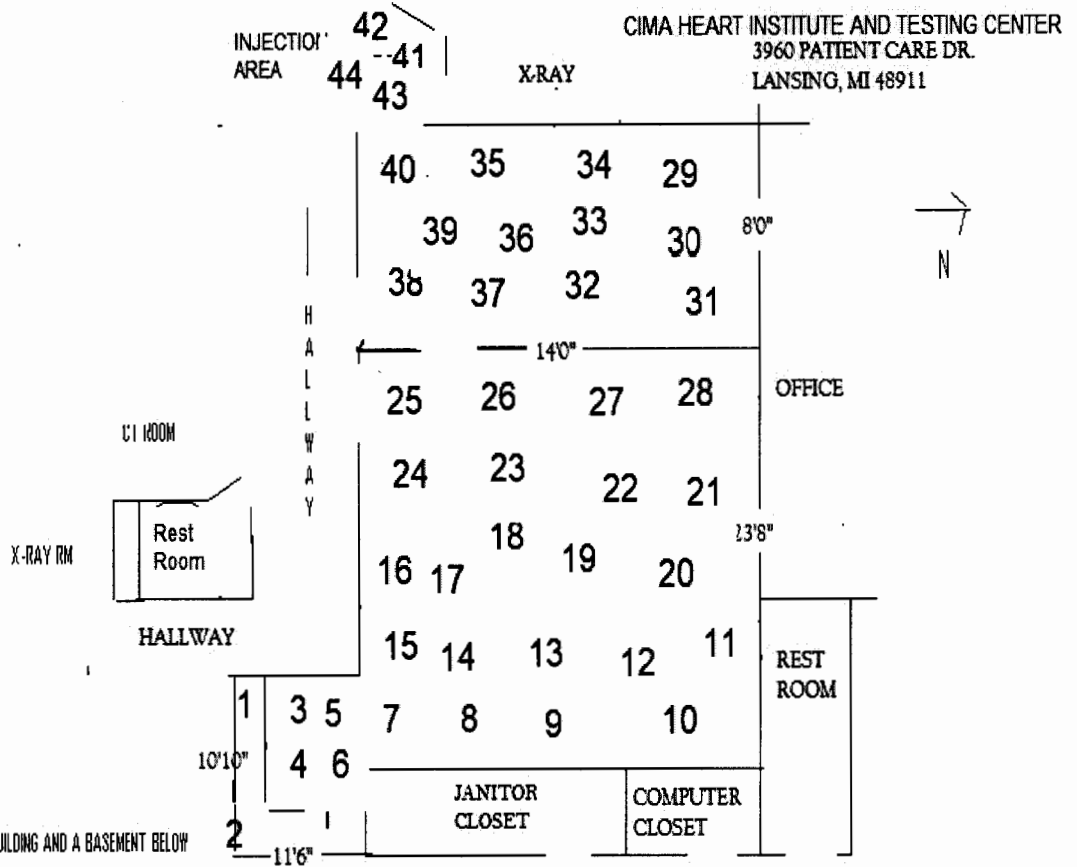 CIMA HEART INSTITUTE AND TESTING CENTER
3960 PATIENT CARE DR.
LANSING, MI 48911
42
41
44
43
AREA
X-RAY
40 35 34 29
39 36 33 30
38 37 32 31
8'0"
N
HALLWAY
14'0"
25 26 27 28
OFFICE
24 23 22 21
ROOM
18 19 20
16 17
23'8"
X-RAY RM
Rest
Room
HALLWAY
15 14 13 12 11
REST
ROOM
1 3 5 7 8 9 10
10'10"
4 6
JANITOR
CLOSET
COMPUTER
CLOSET
AND A BASEMENT BELOW
2
11'6"